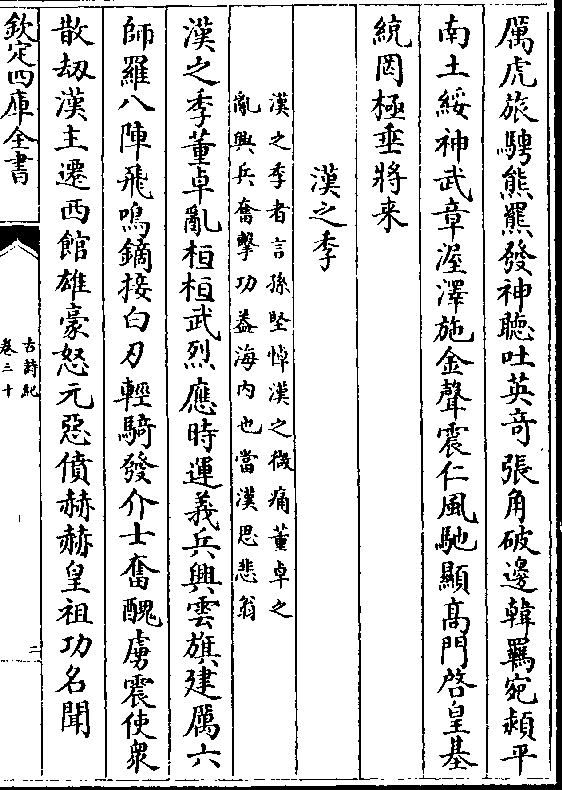 厲虎旅騁熊羆發神聽吐英竒張角破邊韓羈宛潁平
南土綏神武章渥澤施金聲震仁風馳顯髙門啓皇基
統罔極垂將來
漢之季
漢之季者言孫堅悼漢之微痛董卓之
亂興兵奮擊功葢海内也當漢思悲翁
漢之季董卓亂桓桓武烈應時運義兵興雲旗建厲六
師羅八陣飛鳴鏑接白刃輕騎發介士奮醜虜震使衆
散刼漢主遷西館雄豪怒元惡僨赫赫皇祖功名聞
欽定四庫全書
古詩紀
卷三十
二